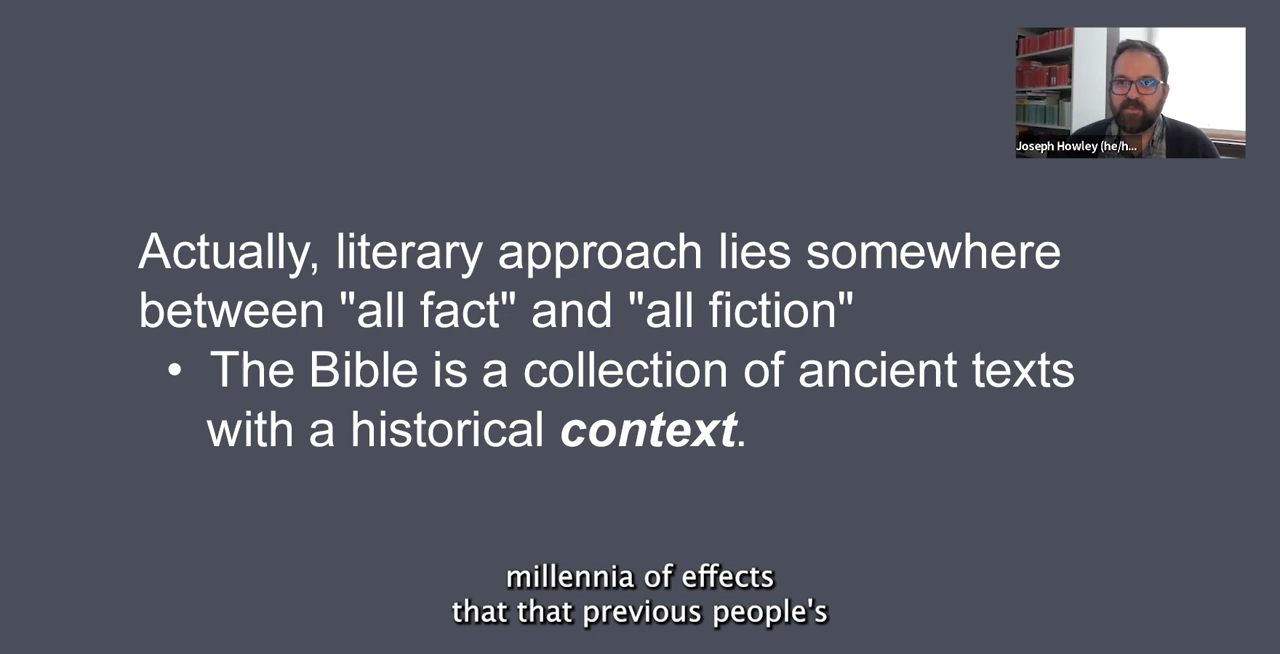 Joseph Howley (he/h...
Actually, literary approach lies somewhere
between "all fact" and "all fiction"
• The Bible is a collection of ancient texts
with a historical context.
millennia of effects
that that previous people's